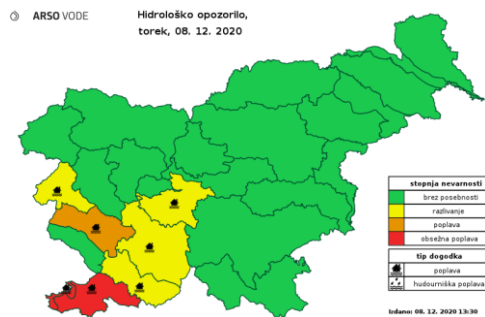 ARSO VODE
Hidrološko opozorilo,
torek, 08. 12. 2020
stopnja nevarnosti
brez posebnosti
razlivanje
poplava
obsežna poplava
tip dogodka
poplava
hudourniška poplava
Izdano: 08. 12. 2020 13:30